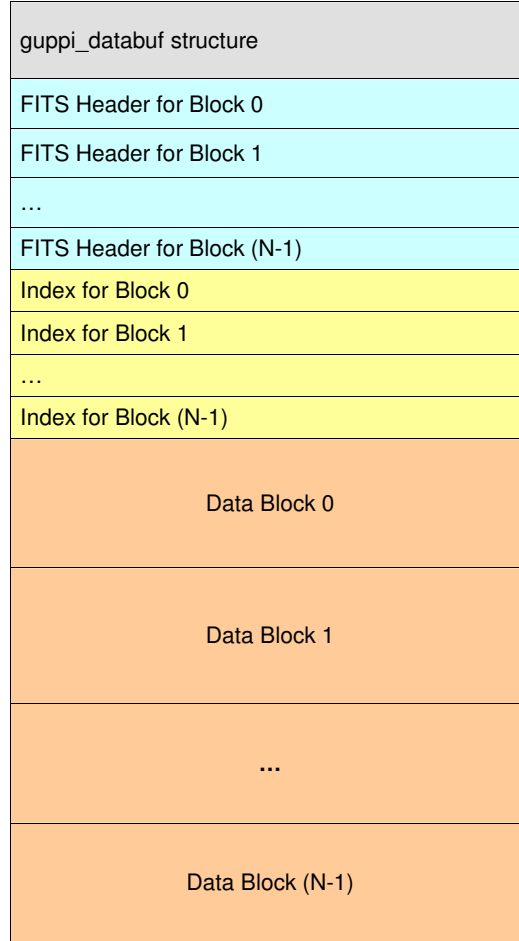 guppi_databuf structure
FITS Header for Block 0
FITS Header for Block 1
…
FITS Header for Block (N-1)
Index for Block 0
Index for Block 1
…
Index for Block (N-1)
Data Block 0
Data Block 1
…
Data Block (N-1)